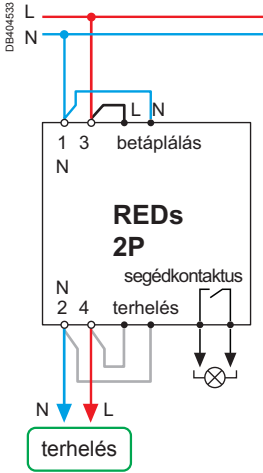 DB404533
L
N
L N
1 3 betáplálás
N
REDs
2P
segédkontaktus
N
2 4 terhelés
N L
terhelés